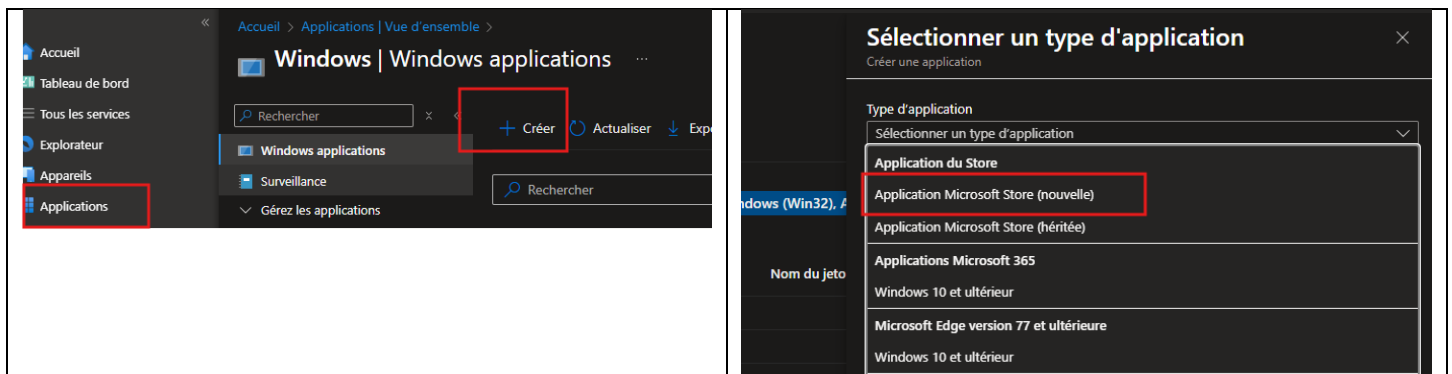 Accueil > Applications | Vue d'ensemble >
Windows | Windows applications ...
Accueil
Tableau de bord
Tous les services
Explorateur
Appareils
Applications
Rechercher
Windows applications
Surveillance
Gérez les applications
Créer
Actualiser
Rechercher
Sélectionner un type d'application
Créer une application
Type d'application
Sélectionner un type d'application
Application du Store
Application Microsoft Store (nouvelle)
Application Microsoft Store (héritée)
Applications Microsoft 365
Windows 10 et ultérieur
Microsoft Edge version 77 et ultérieure
Windows 10 et ultérieur
(Win32),
Nom du